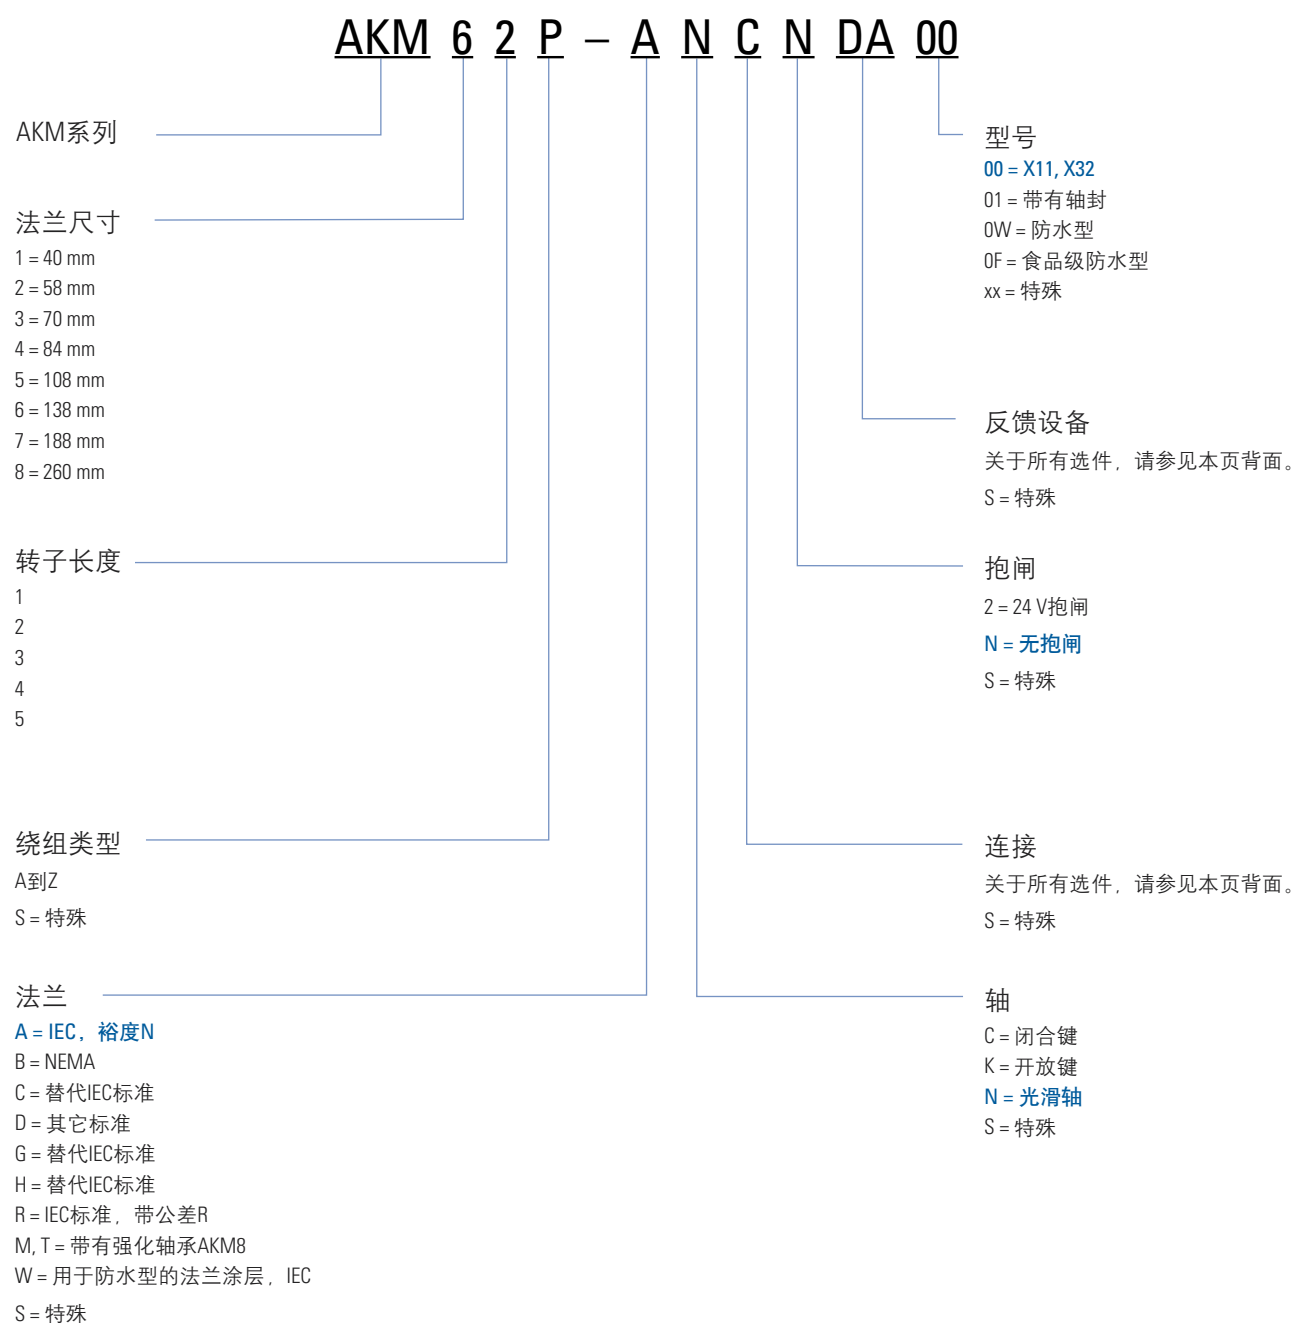 AKM 6 2 P – A N C N DA 00
AKM系列
法兰尺寸
1 = 40 mm
2 = 58 mm
3 = 70 mm
4 = 84 mm
5 = 108 mm
6 = 138 mm
7 = 188 mm
8 = 260 mm
转子长度
1
2
3
4
5
绕组类型
A到Z
S = 特殊
法兰
A = IEC，裕度N
B = NEMA
C = 替代IEC标准
D = 其它标准
G = 替代IEC标准
H = 替代IEC标准
R = IEC标准，带公差R
M, T = 带有强化轴承AKM8
W = 用于防水型的法兰涂层，IEC
S = 特殊
型号
00 = X11, X32
01 = 带有轴封
0W = 防水型
0F = 食品级防水型
xx = 特殊
反馈设备
关于所有选件，请参见本页背面。
S = 特殊
抱闸
2 = 24 V抱闸
N = 无抱闸
S = 特殊
连接
关于所有选件，请参见本页背面。
S = 特殊
轴
C = 闭合键
K = 开放键
N = 光滑轴
S = 特殊